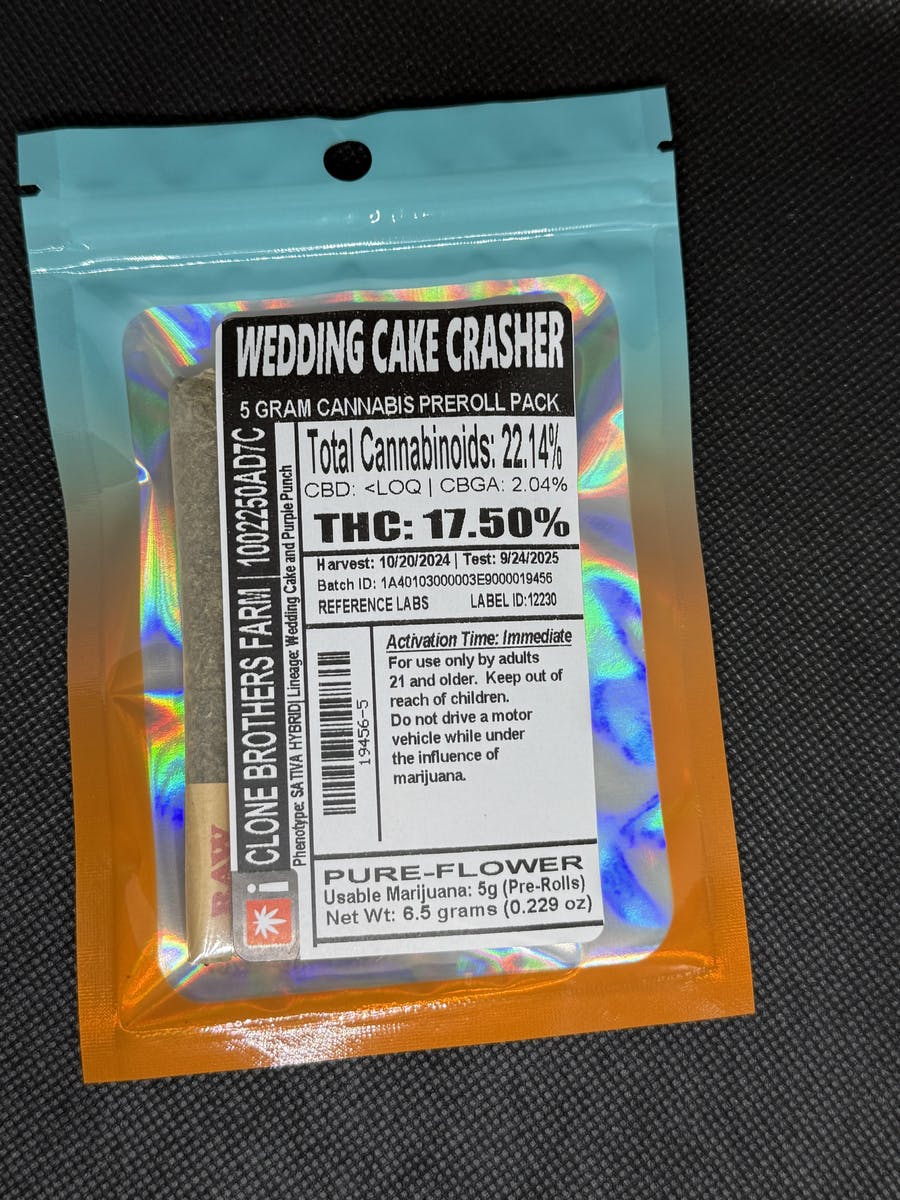 WEDDING CAKE CRASHER
5 GRAM CANNABIS PREROLL PACK
CLONE BROTHERS FARM | 1002250AD7C
Phenotype: SATIVA HYBRID| Lineage: Wedding Cake and Purple Punch
Total Cannabinoids: 22.14%
CBD: <LOQ | CBGA: 2.04%
THC: 17.50%
Harvest: 10/20/2024 | Test: 9/24/2025
Batch ID: 1A40103000003E9000019456
REFERENCE LABS LABEL ID:12230
19456-5
Activation Time: Immediate
For use only by adults
21 and older. Keep out of
reach of children.
Do not drive a motor
vehicle while under
the influence of
marijuana.
PURE-FLOWER
Usable Marijuana: 5g (Pre-Rolls)
Net Wt: 6.5 grams (0.229 oz)
i
RAW